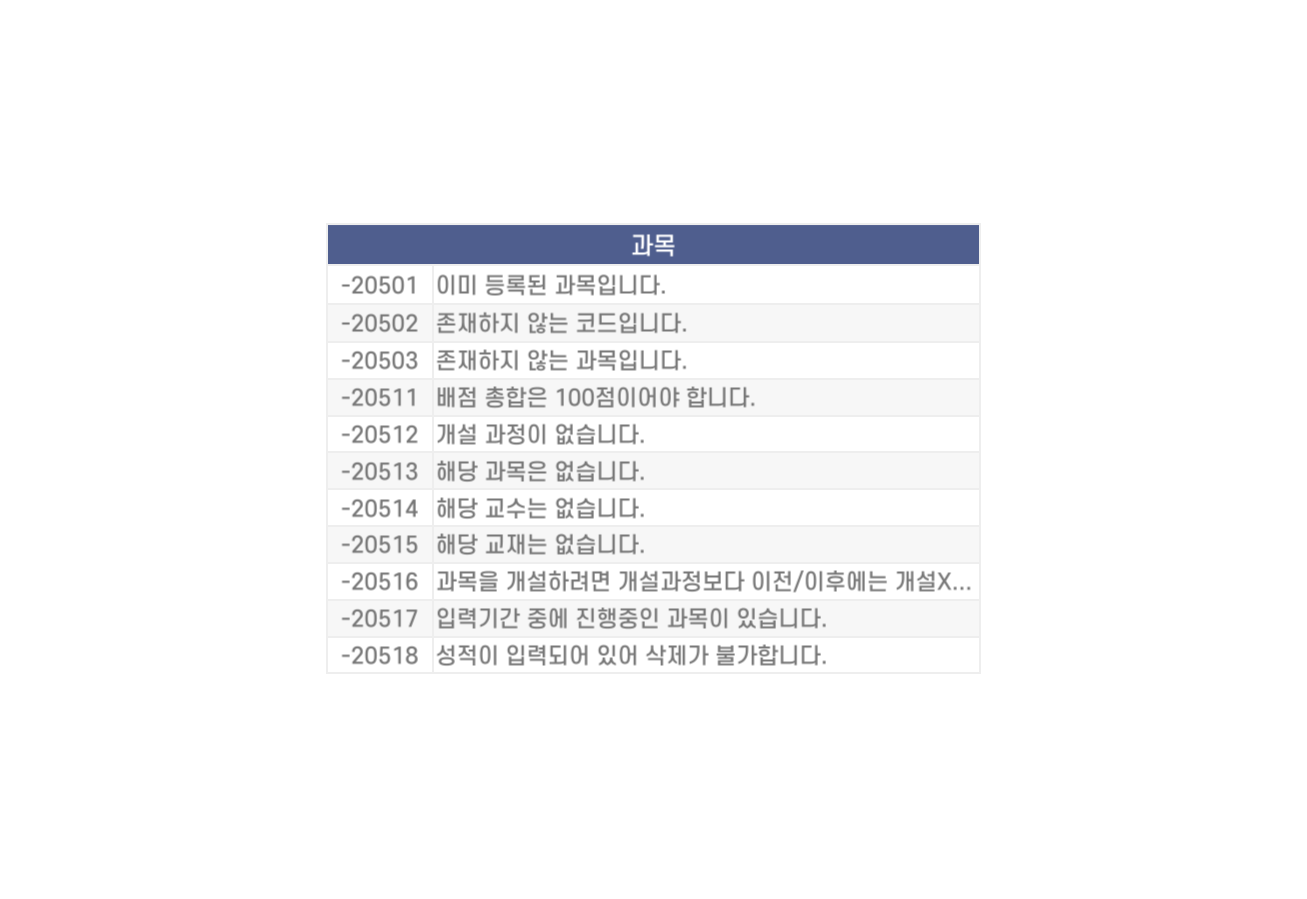 과목
-20501 이미 등록된 과목입니다.
-20502 존재하지 않는 코드입니다.
-20503 존재하지 않는 과목입니다.
-20511 배점 총합은 100점이어야 합니다.
-20512 개설 과정이 없습니다.
-20513 해당 과목은 없습니다.
-20514 해당 교수는 없습니다.
-20515 해당 교재는 없습니다.
-20516 과목을 개설하려면 개설과정보다 이전/이후에는 개설X...
-20517 입력기간 중에 진행중인 과목이 있습니다.
-20518 성적이 입력되어 있어 삭제가 불가합니다.